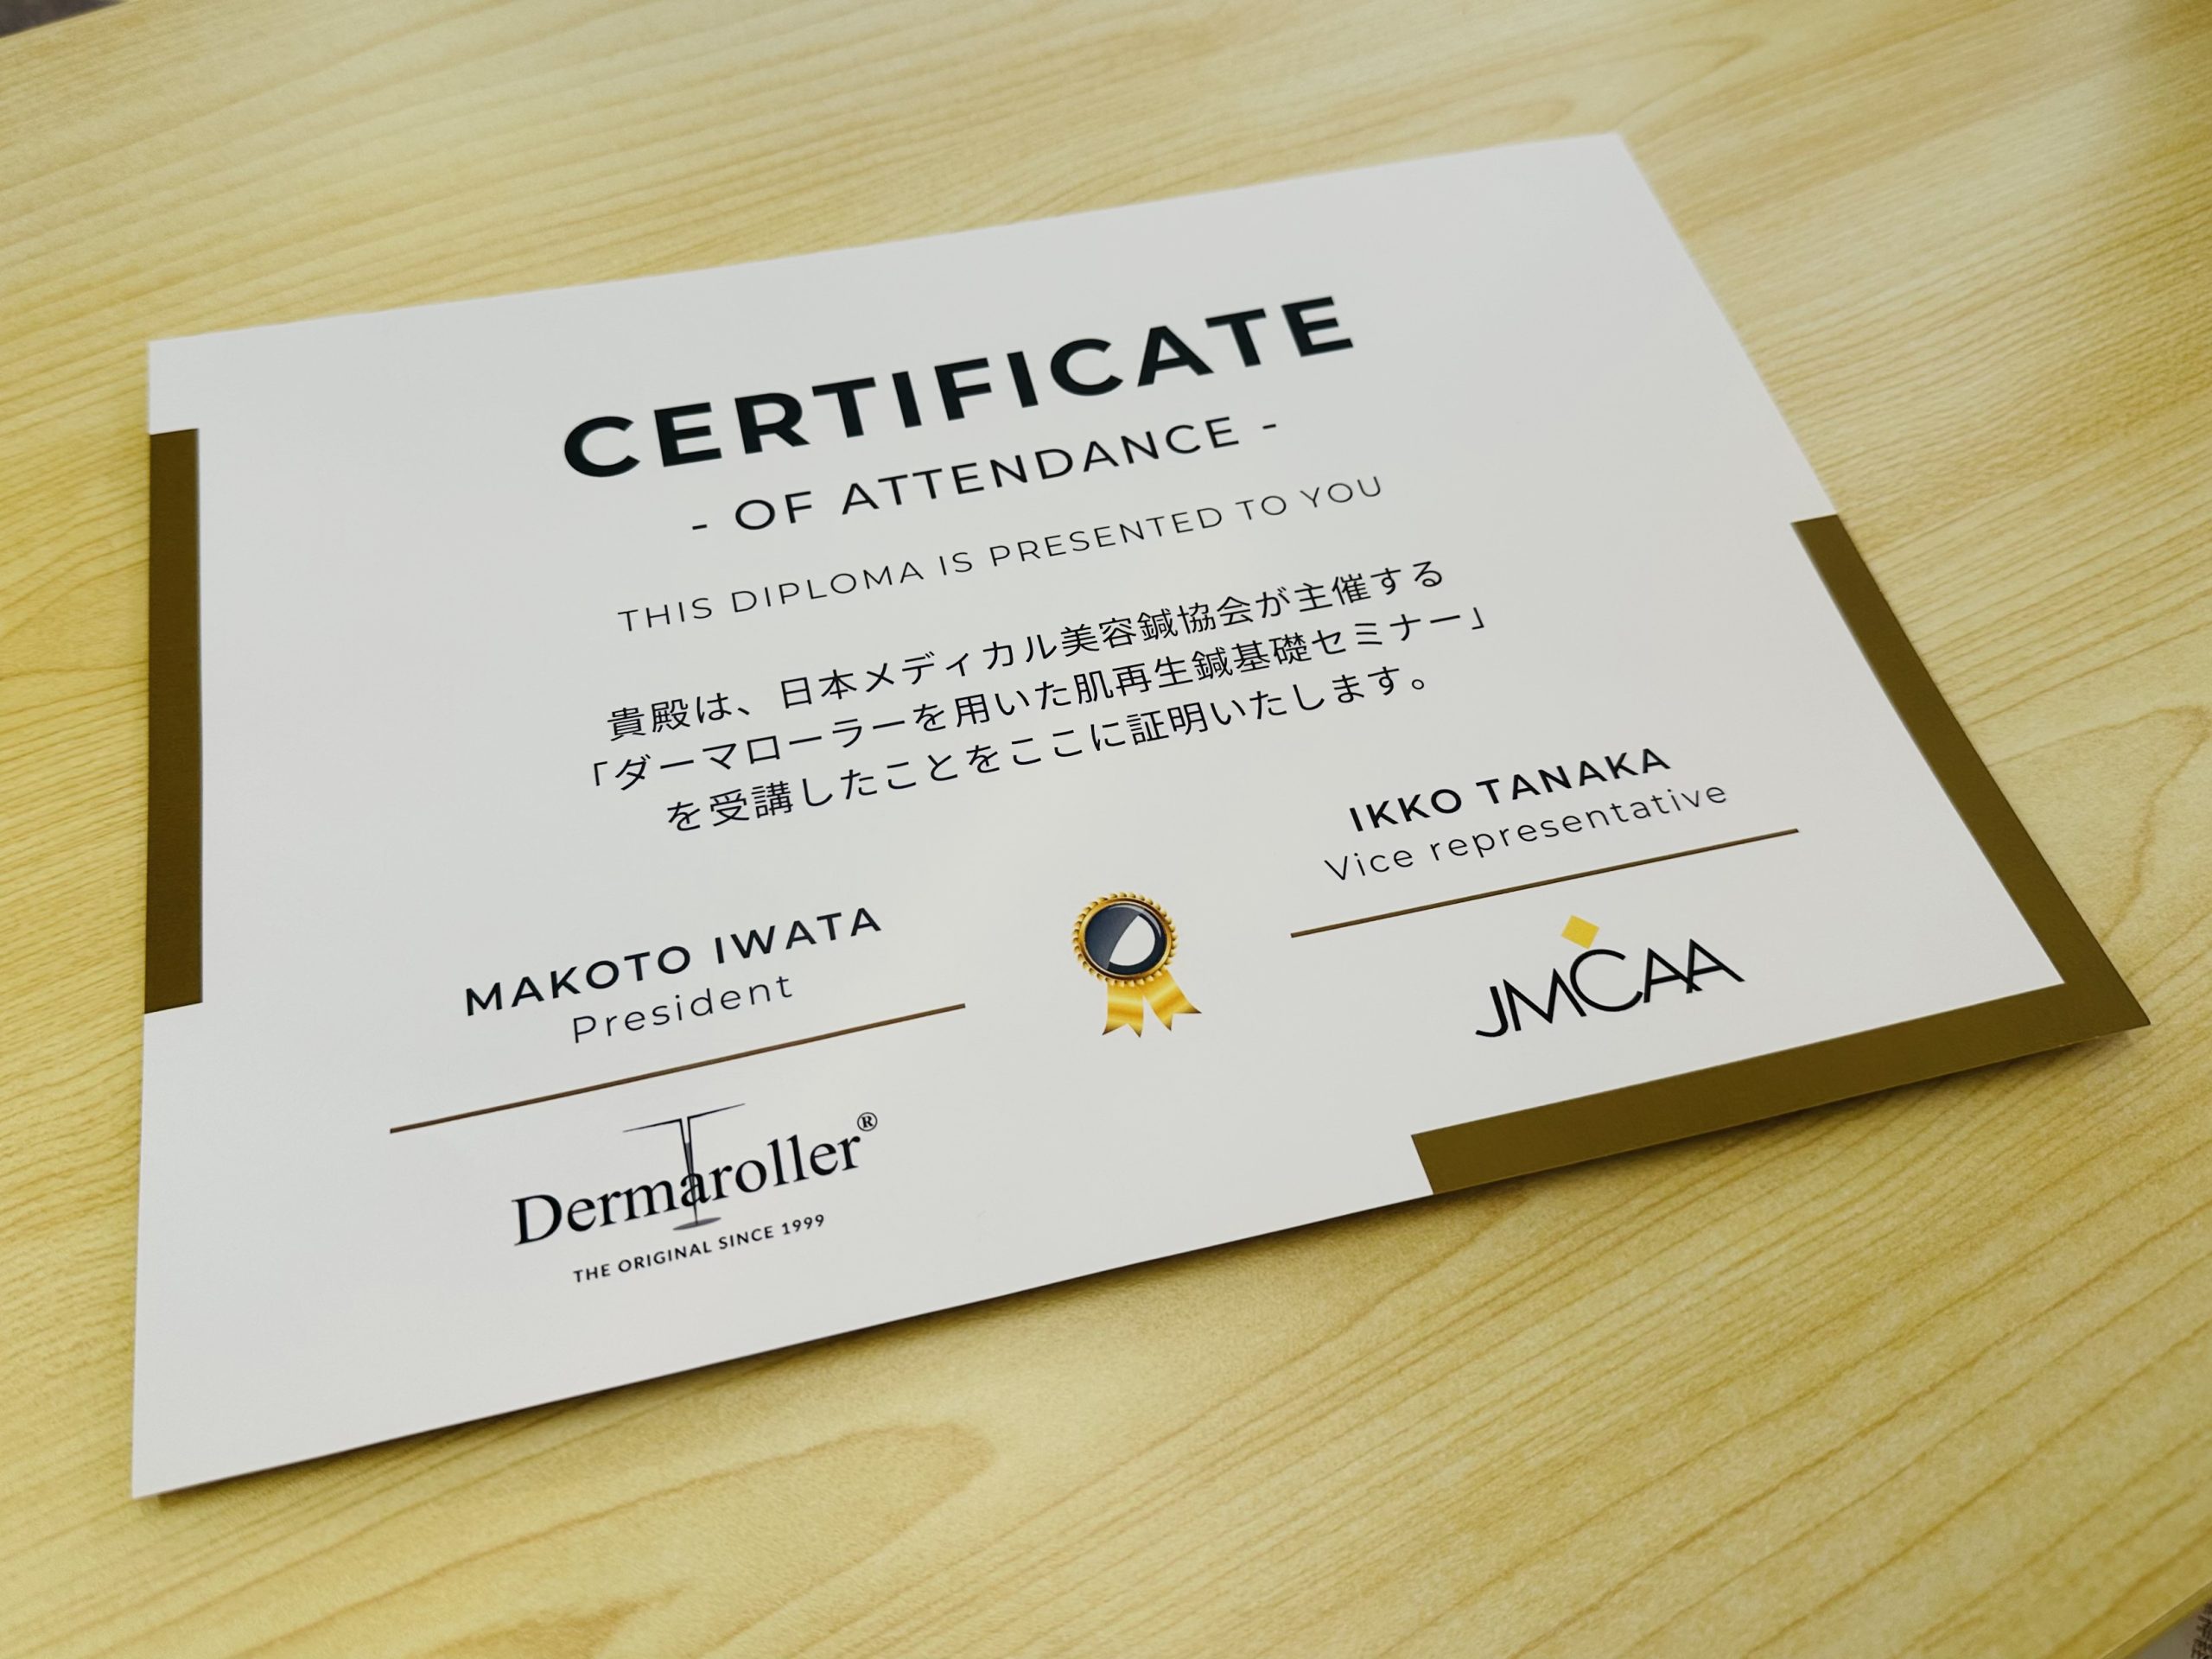 CERTIFICATE
- OF ATTENDANCE -
THIS DIPLOMA IS PRESENTED TO YOU
貴殿は、日本メディカル美容鍼協会が主催する
「ダーマローラーを用いた肌再生鍼基礎セミナー」
を受講したことをここに証明いたします。
MAKOTO IWATA
President
IKKO TANAKA
Vice representative
Dermaroller®
THE ORIGINAL SINCE 1999
JMCAA